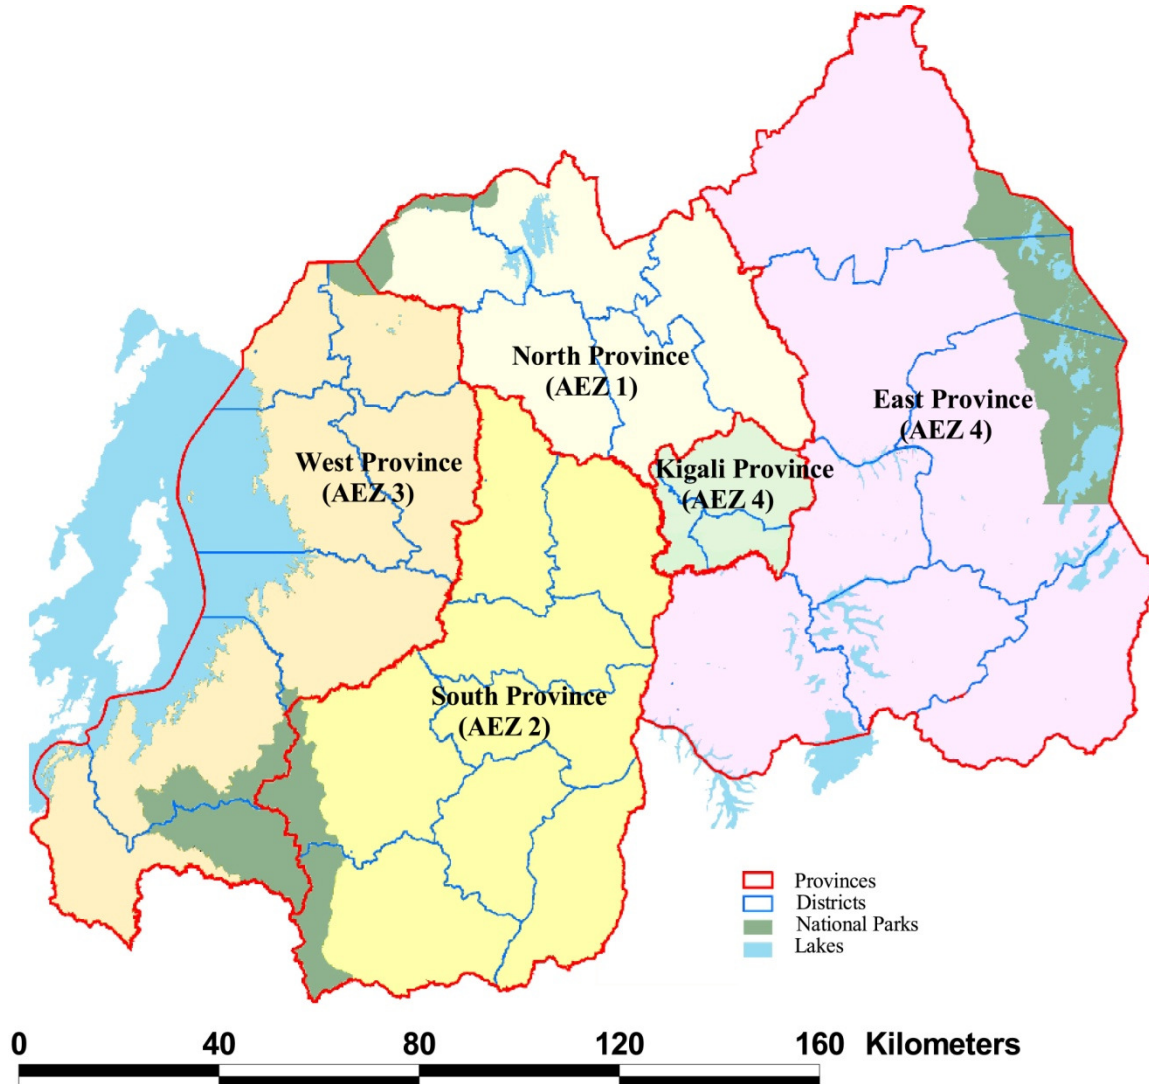 North Province
(AEZ 1)
East Province
(AEZ 4)
West Province
(AEZ 3)
Kigali Province
(AEZ 4)
South Province
(AEZ 2)
Provinces
Districts
National Parks
Lakes
0 40 80 120 160 Kilometers